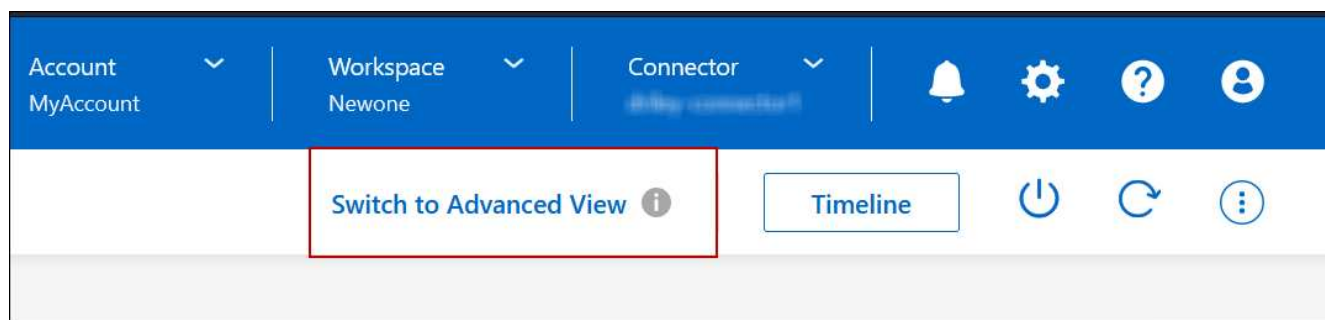 Account
MyAccount
Workspace
Newone
Connector
Switch to Advanced View
Timeline